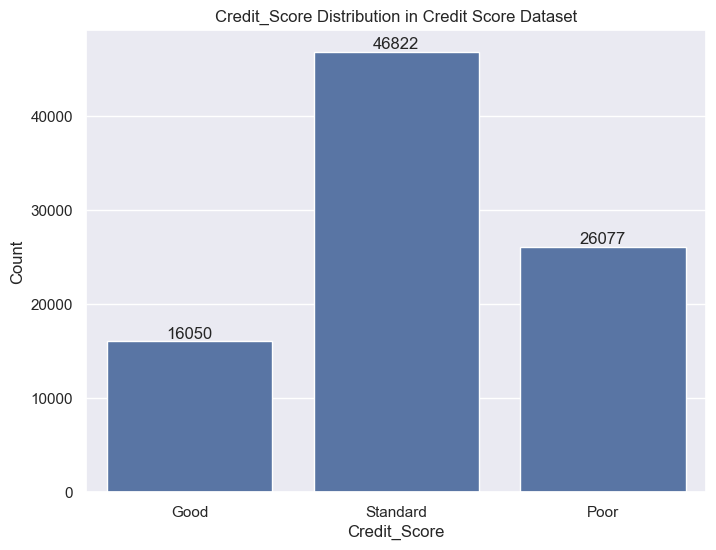 Credit_Score Distribution in Credit Score Dataset
46822
40000
30000
26077
20000
16050
10000
0
Count
Good Standard Poor
Credit_Score